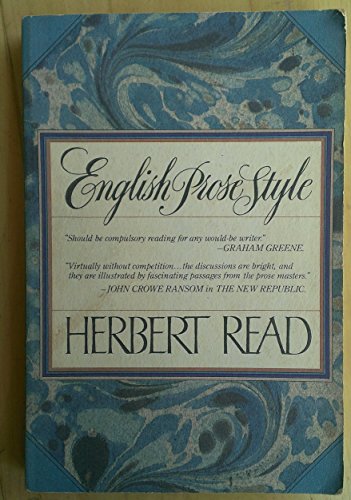 English Prose Style
"Should be compulsory reading for any would-be writer."
—GRAHAM GREENE.
"Virtually without competition... the discussions are bright, and
they are illustrated by fascinating passages from the prose masters."
—JOHN CROWE RANSOM in THE NEW REPUBLIC.
HERBERT READ